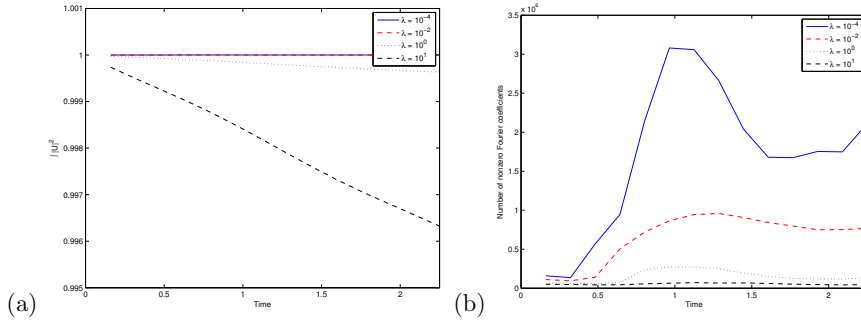 1.001
1
0.999
0.998
0.997
0.996
0.995
0
0.5
1
1.5
2
Time
∫ |U|²
λ = 10⁻⁴
λ = 10⁻²
λ = 10⁰
λ = 10¹
(a)
x 10⁶
3.5
3
2.5
2
1.5
1
0.5
0
0
0.5
1
1.5
2
Time
Number of nonzero Fourier coefficients
λ = 10⁻⁴
λ = 10⁻²
λ = 10⁰
λ = 10¹
(b)